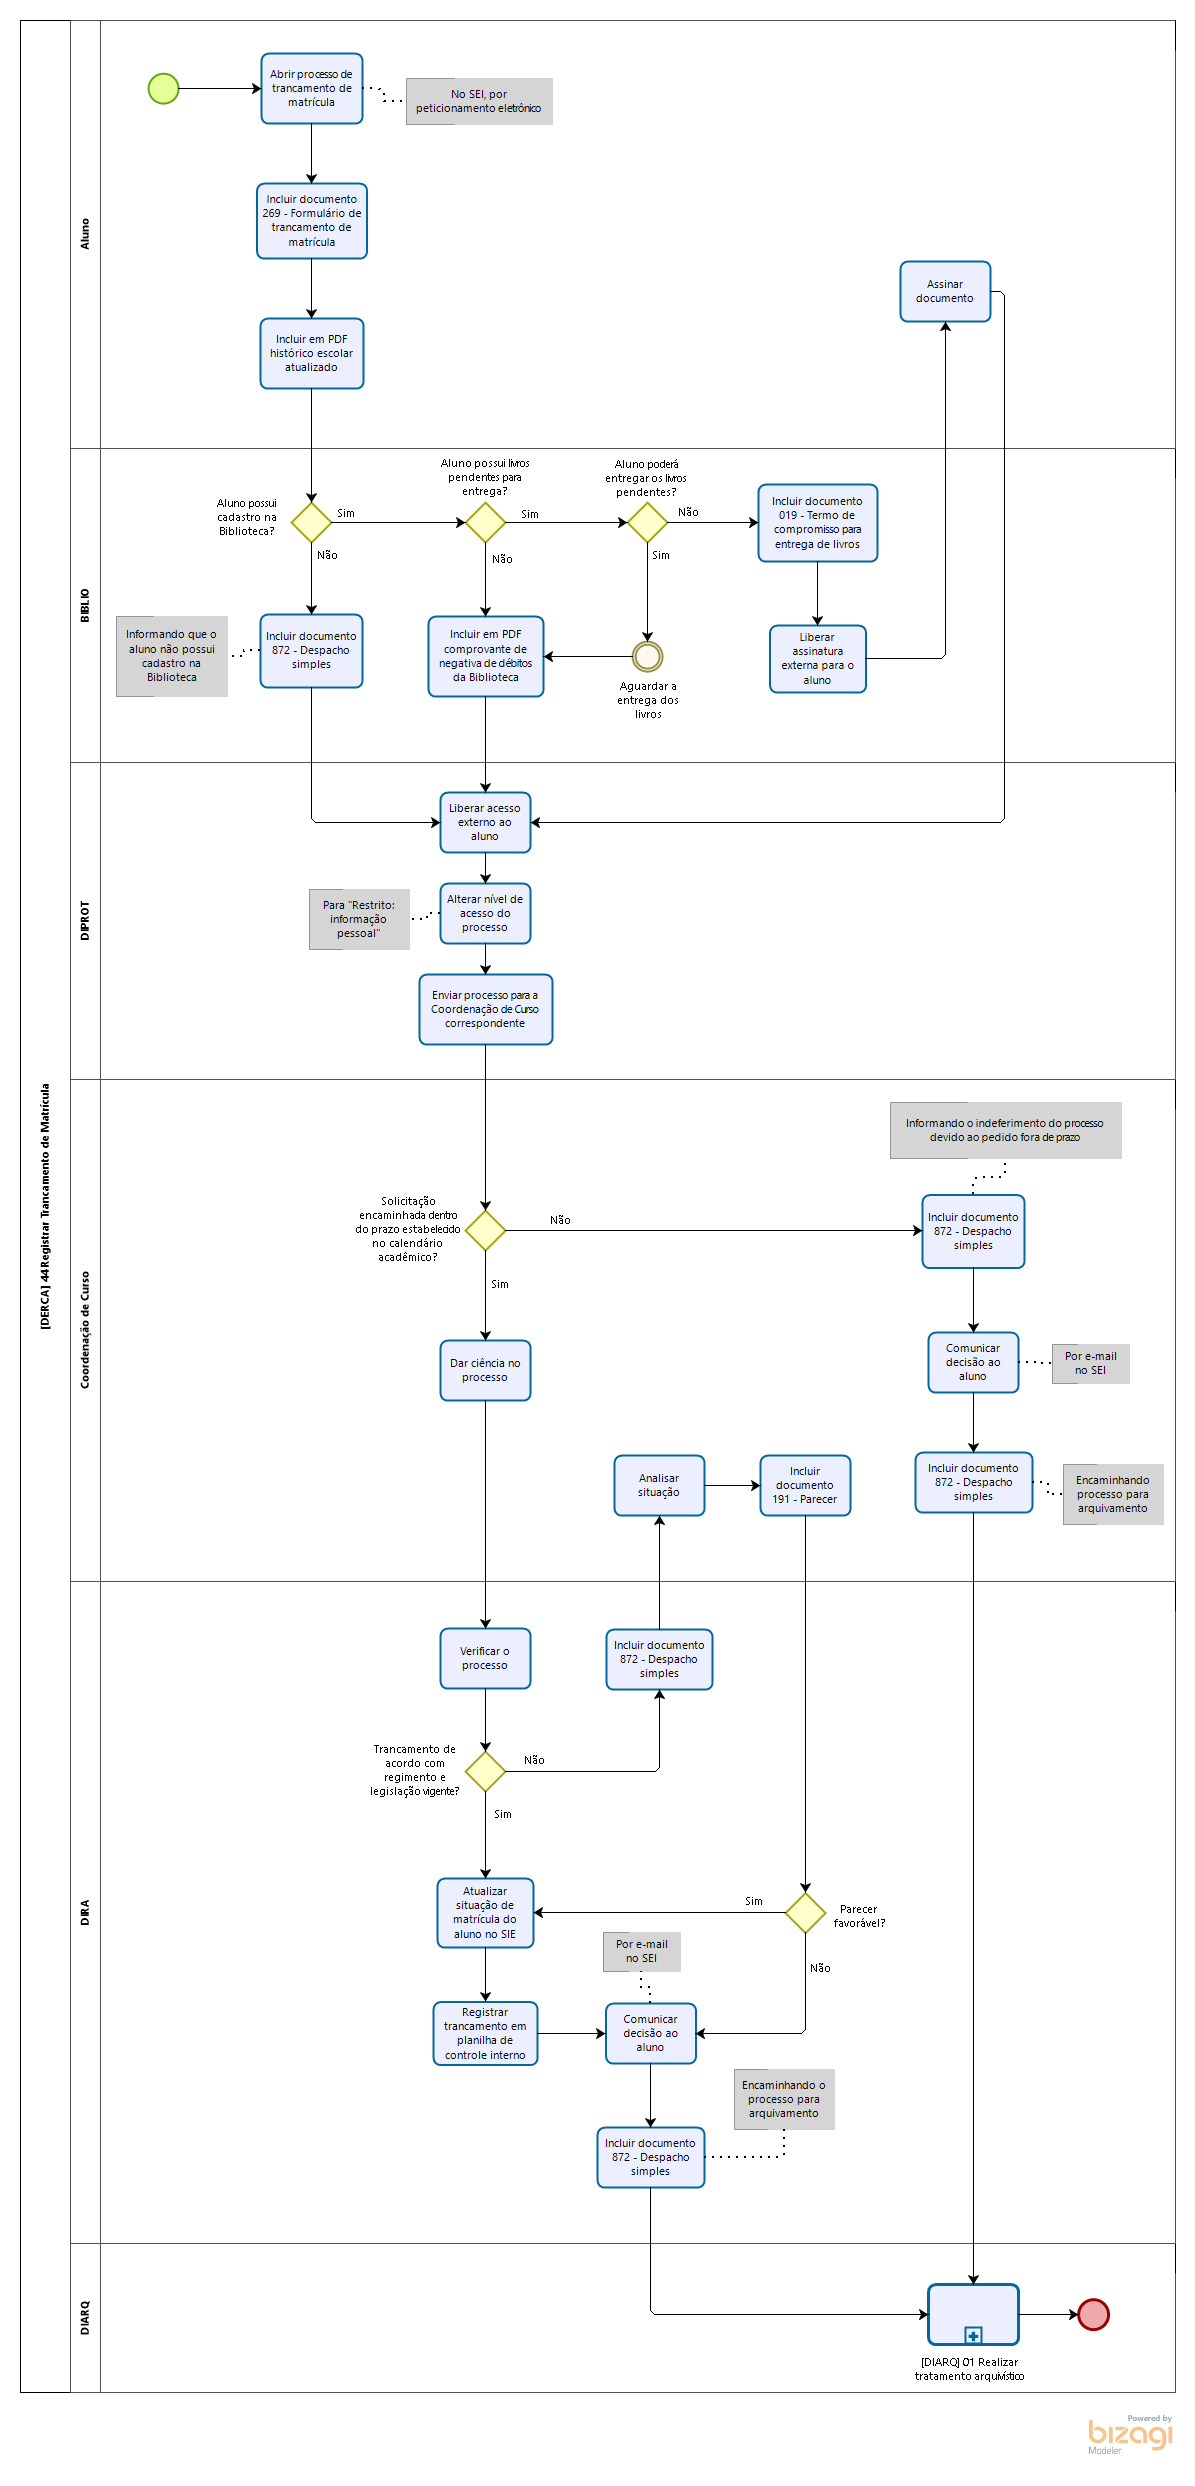 [DERCA] 44 Registrar Trancamento de Matrícula
Aluno
Abrir processo de
trancamento de
matrícula
No SEI, por
peticionamento eletrônico
Incluir documento
269 - Formulário de
trancamento de
matrícula
Assinar
documento
Incluir em PDF
histórico escolar
atualizado
BIBLIO
Aluno possui
cadastro na
Biblioteca?
Sim
Não
Aluno possui livros
pendentes para
entrega?
Sim
Não
Aluno poderá
entregar os livros
pendentes?
Não
Sim
Incluir documento
019 - Termo de
compromisso para
entrega de livros
Informando que o
aluno não possui
cadastro na
Biblioteca
Incluir documento
872 - Despacho
simples
Incluir em PDF
comprovante de
negativa de débitos
da Biblioteca
Aguardar a
entrega dos
livros
Liberar
assinatura
externa para o
aluno
DIPROT
Liberar acesso
externo ao
aluno
Para "Restrito:
informação
pessoal"
Alterar nível de
acesso do
processo
Enviar processo para a
Coordenação de Curso
correspondente
Coordenação de Curso
Informando o indeferimento do processo
devido ao pedido fora de prazo
Solicitação
encaminhada dentro
do prazo estabelecido
no calendário
acadêmico?
Não
Sim
Incluir documento
872 - Despacho
simples
Dar ciência no
processo
Comunicar
decisão ao
aluno
Por e-mail
no SEI
Analisar
situação
Incluir
documento
191 - Parecer
Incluir documento
872 - Despacho
simples
Encaminhando
processo para
arquivamento
DIRA
Verificar o
processo
Incluir documento
872 - Despacho
simples
Trancamento de
acordo com
regimento e
legislação vigente?
Não
Sim
Atualizar
situação de
matrícula do
aluno no SIE
Sim
Parecer
favorável?
Não
Por e-mail
no SEI
Registrar
trancamento em
planilha de
controle interno
Comunicar
decisão ao
aluno
Encaminhando o
processo para
arquivamento
Incluir documento
872 - Despacho
simples
DIARQ
[DIARQ] 01 Realizar
tratamento arquivístico
Powered by
bizagi
Modeler